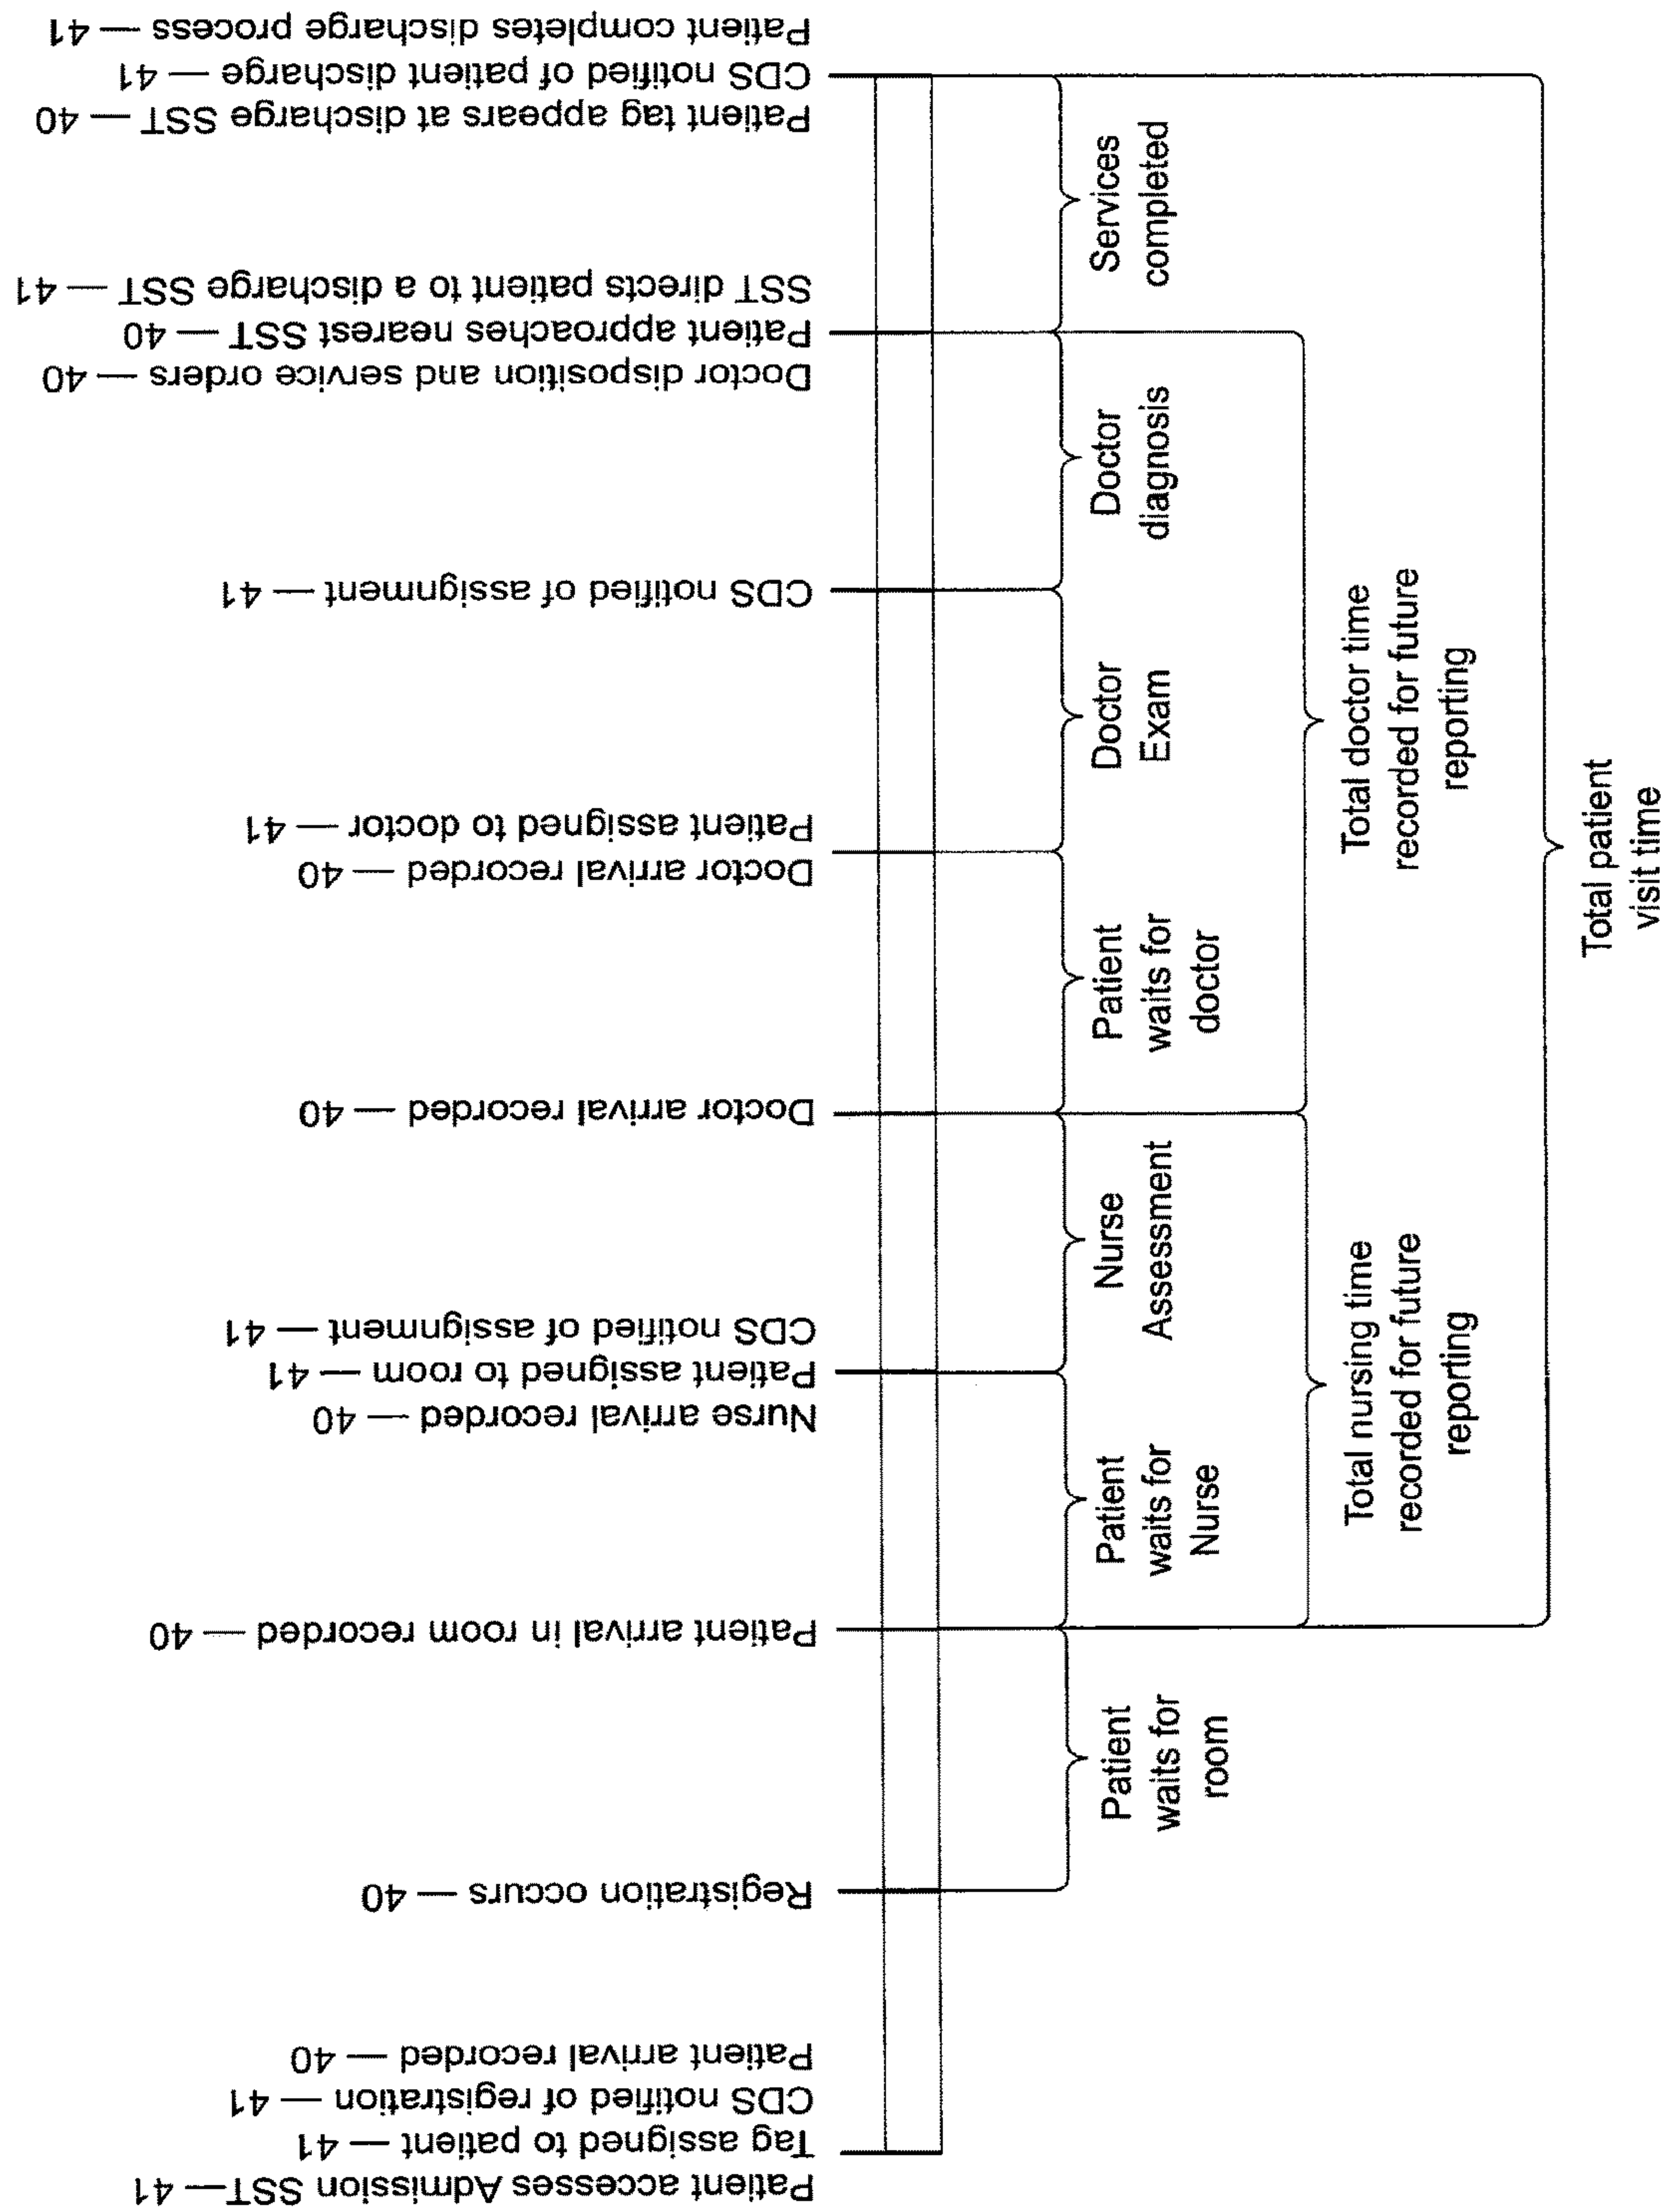 Patient accesses Admission SST— 41
Tag assigned to patient — 41
CDS notified of registration — 41
Patient arrival recorded — 40
Registration occurs — 40
Patient arrival in room recorded — 40
Nurse arrival recorded — 40
Patient assigned to room — 41
CDS notified of assignment — 41
Doctor arrival recorded — 40
Doctor arrival recorded — 40
Patient assigned to doctor — 41
CDS notified of assignment — 41
Doctor disposition and service orders — 40
Patient approaches nearest SST — 40
SST directs patient to a discharge SST — 41
Patient tag appears at discharge SST — 40
CDS notified of patient discharge — 41
Patient completes discharge process — 41
Patient
waits for
room
Patient
waits for
Nurse
Nurse
Assessment
Patient
waits for
doctor
Doctor
Exam
Doctor
diagnosis
Services
completed
Total nursing time
recorded for future
reporting
Total doctor time
recorded for future
reporting
Total patient
visit time